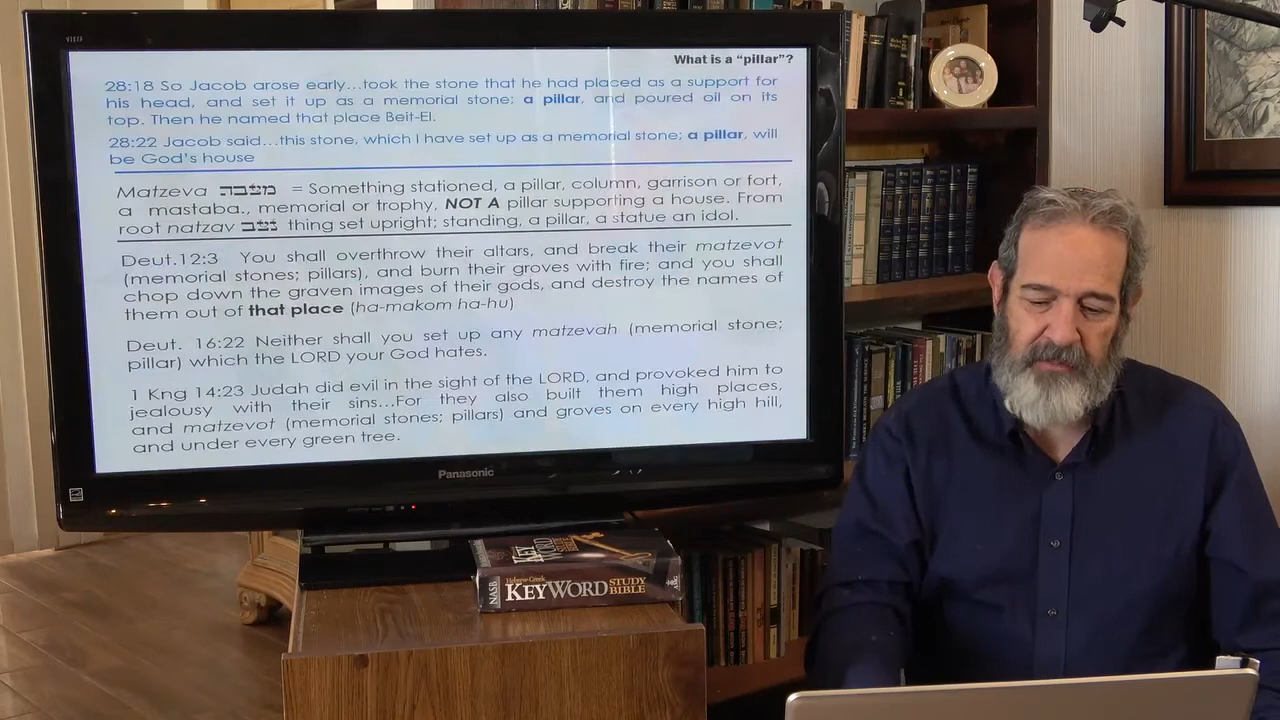 What is a “pillar”?
28:18 So Jacob arose early...took the stone that he had placed as a support for
his head, and set it up as a memorial stone; a pillar, and poured oil on its
top. Then he named that place Beit-El.
28:22 Jacob said...this stone, which I have set up as a memorial stone; a pillar, will
be God's house
Matzeva מצבה = Something stationed, a pillar, column, garrison or fort,
a mastaba., memorial or trophy, NOT A pillar supporting a house. From
root natzav נצב thing set upright; standing, a pillar, a statue an idol.
Deut.12:3 You shall overthrow their altars, and break their matzevot
(memorial stones; pillars), and burn their groves with fire; and you shall
chop down the graven images of their gods, and destroy the names of
them out of that place (ha-makom ha-hu)
Deut. 16:22 Neither shall you set up any matzevah (memorial stone;
pillar) which the LORD your God hates.
1 Kng 14:23 Judah did evil in the sight of the LORD, and provoked him to
jealousy with their sins...For they also built them high places,
and matzevot (memorial stones; pillars) and groves on every high hill,
and under every green tree.
Panasonic
KEY WORD
NASB
Hebrew-Greek
KEY WORD STUDY BIBLE
AMG